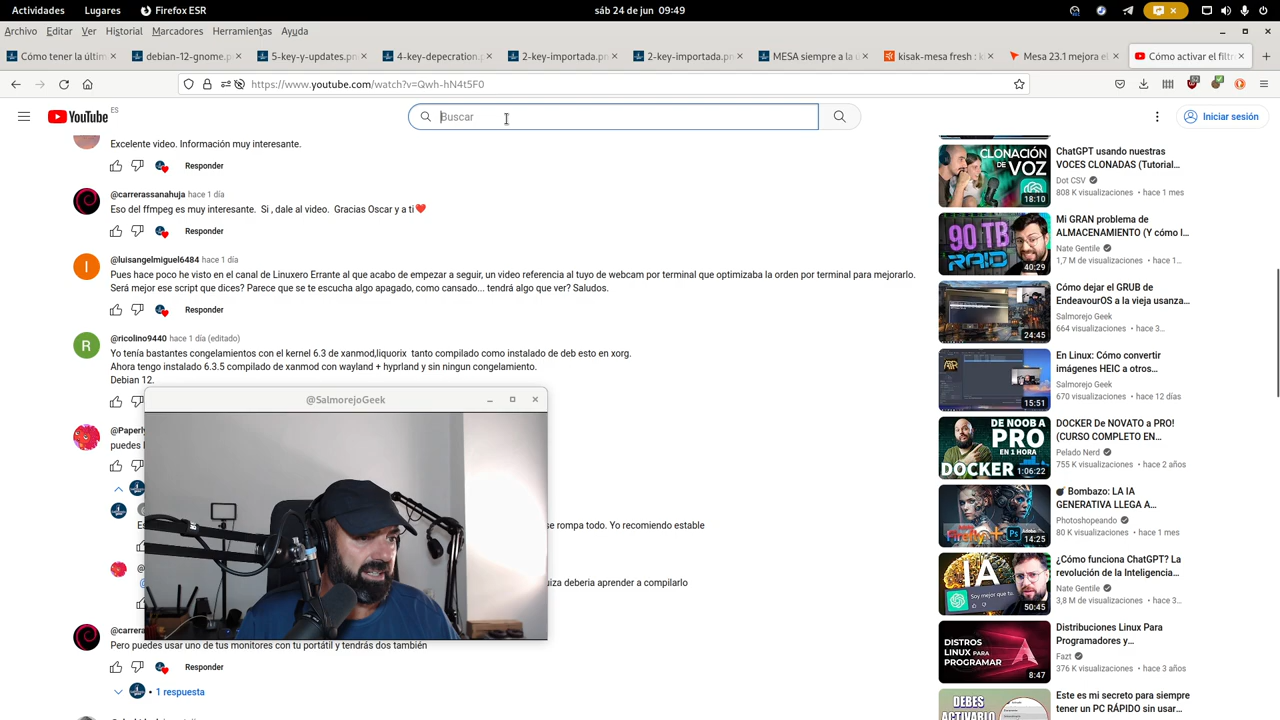 Actividades Lugares Firefox ESR sáb 24 de jun 09:49
Archivo Editar Ver Historial Marcadores Herramientas Ayuda
Cómo tener la últim debian-12-gnome.p 5-key-y-updates.pn 4-key-depecration.p 2-key-importada.pn 2-key-importada.pn MESA siempre a la u kisak-mesa fresh : k Mesa 23.1 mejora el Cómo activar el filtr
https://www.youtube.com/watch?v=Qwh-hN4t5F0
YouTube ES
Buscar
Iniciar sesión
Excelente video. Información muy interesante.
Responder
@carrerassanahuja hace 1 día
Eso del ffmpeg es muy interesante. Si , dale al video. Gracias Oscar y a ti❤️
Responder
I
@luisangelmiguel6484 hace 1 día
Pues hace poco he visto en el canal de Linuxero Errante al que acabo de empezar a seguir, un video referencia al tuyo de webcam por terminal que optimizaba la orden por terminal para mejorarlo.
Será mejor ese script que dices? Parece que se te escucha algo apagado, como cansado... tendrá algo que ver? Saludos.
Responder
R
@ricolino9440 hace 1 día (editado)
Yo tenía bastantes congelamientos con el kernel 6.3 de xanmod,liquorix tanto compilado como instalado de deb esto en xorg.
Ahora tengo instalado 6.3.5 compilado de xanmod con wayland + hyprland y sin ningun congelamiento.
Debian 12.
@SalmorejoGeek
@Paperly
puedes l
Es
se rompa todo. Yo recomiendo estable
@
uiza deberia aprender a compilarlo
@carrera
Pero puedes usar uno de tus monitores con tu portátil y tendrás dos también
Responder
1 respuesta
CLONACIÓN
DE VOZ
18:10
ChatGPT usando nuestras
VOCES CLONADAS (Tutorial...
Dot CSV
808 K visualizaciones • hace 1 mes
90 TB
RAID
40:29
Mi GRAN problema de
ALMACENAMIENTO (Y cómo l...
Nate Gentile
1,7 M de visualizaciones • hace 1...
24:45
Cómo dejar el GRUB de
EndeavourOS a la vieja usanza...
Salmorejo Geek
664 visualizaciones • hace 3...
15:51
En Linux: Cómo convertir
imágenes HEIC a otros...
Salmorejo Geek
670 visualizaciones • hace 12 días
DE NOOB A
PRO
EN 1 HORA
DOCKER
1:06:22
DOCKER De NOVATO a PRO!
(CURSO COMPLETO EN...
Pelado Nerd
755 K visualizaciones • hace 2 años
14:25
💣 Bombazo: LA IA
GENERATIVA LLEGA A...
Photoshopeando
80 K visualizaciones • hace 1 mes
IA
Soy mejor que tú.
50:45
¿Cómo funciona ChatGPT? La
revolución de la Inteligencia...
Nate Gentile
3,8 M de visualizaciones • hace 3...
DISTROS
LINUX PARA
PROGRAMAR
8:47
Distribuciones Linux Para
Programadores y...
Fazt
376 K visualizaciones • hace 3 años
DEBES
ACTIVARLO
Este es mi secreto para siempre
tener un PC RÁPIDO sin usar...